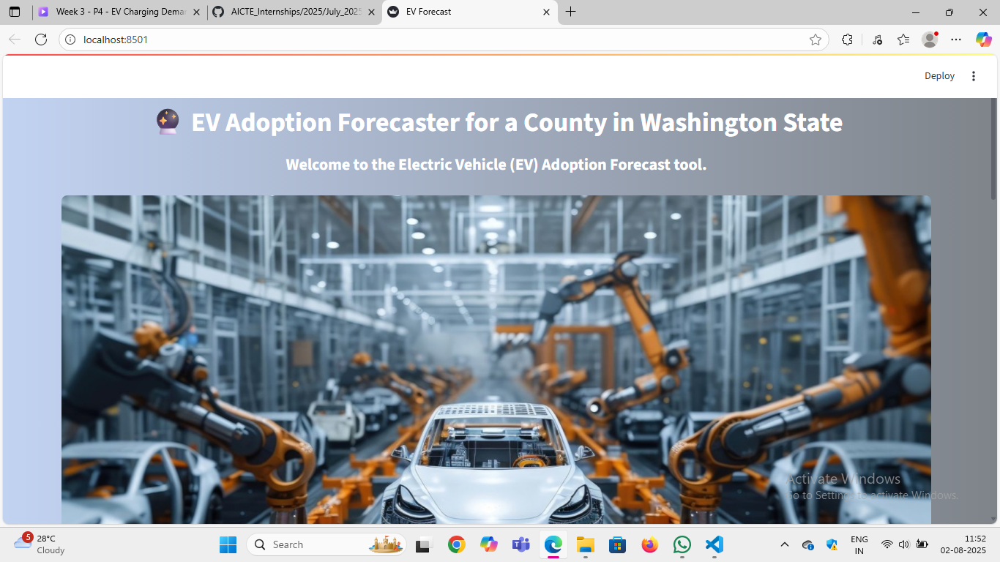 Week 3 - P4 - EV Charging Dema
AICTE_Internships/2025/July_2025
EV Forecast
localhost:8501
Deploy
EV Adoption Forecaster for a County in Washington State
Welcome to the Electric Vehicle (EV) Adoption Forecast tool.
Activate Windows
Go to Settings to activate Windows.
5
28°C
Cloudy
Search
ENG
IN
11:52
02-08-2025